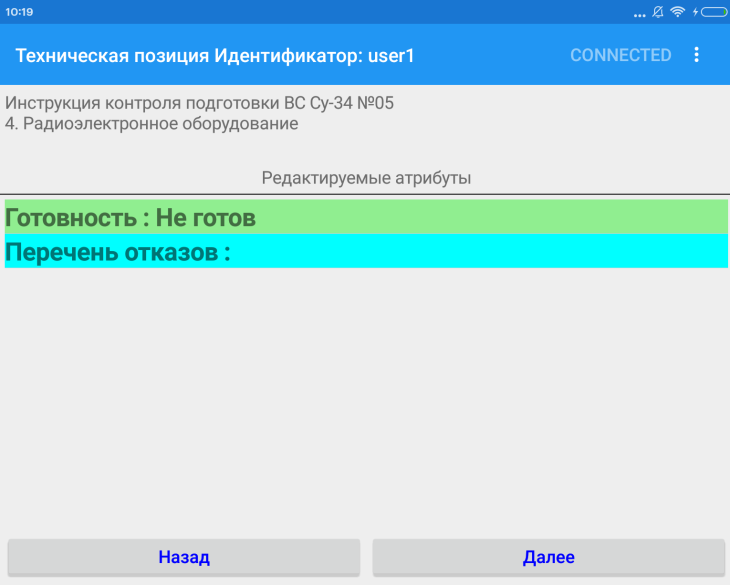 10:19
Техническая позиция Идентификатор: user1 CONNECTED
Инструкция контроля подготовки ВС Су-34 №05
4. Радиоэлектронное оборудование
Редактируемые атрибуты
Готовность : Не готов
Перечень отказов :
Назад Далее